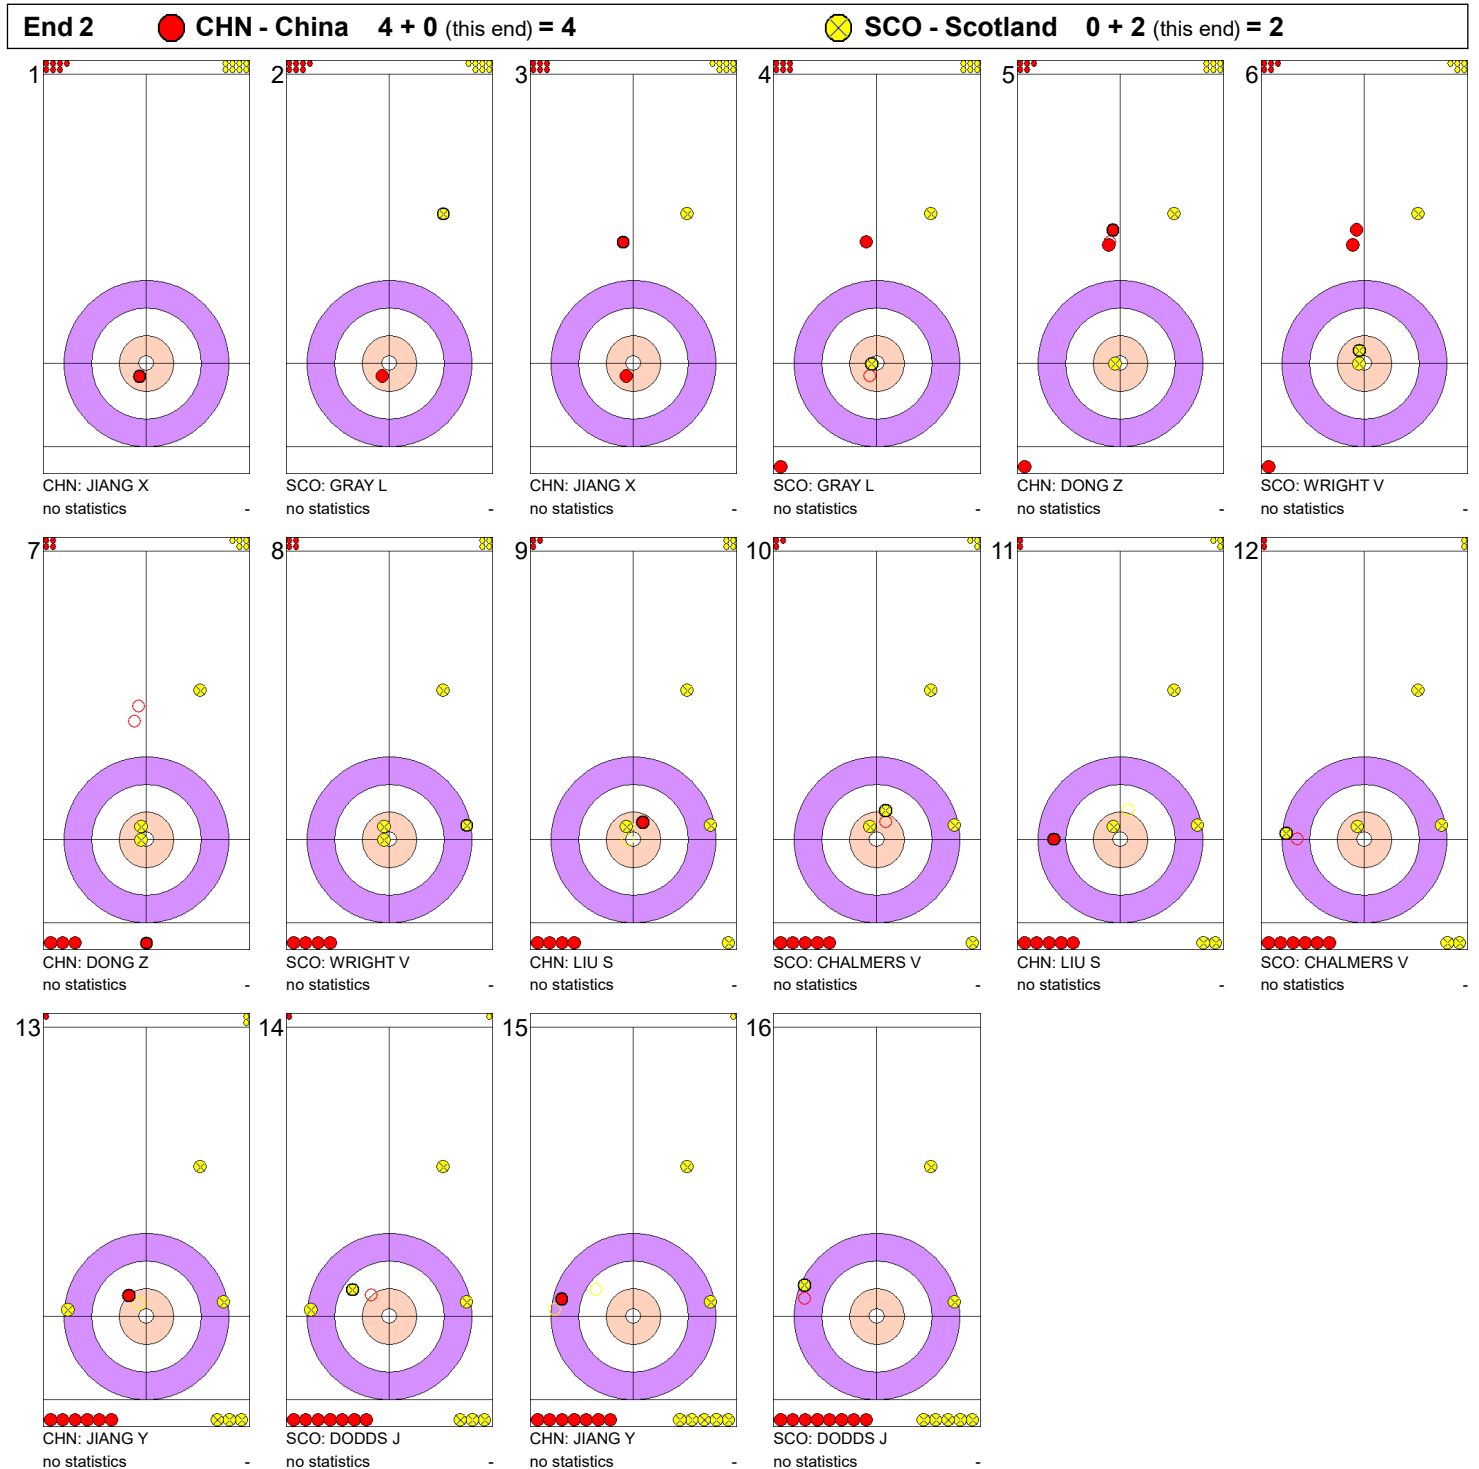 End 2 CHN - China 4 + 0 (this end) = 4 SCO - Scotland 0 + 2 (this end) = 2
1 2 3 4 5 6
CHN: JIANG X SCO: GRAY L CHN: JIANG X SCO: GRAY L CHN: DONG Z SCO: WRIGHT V
no statistics - no statistics - no statistics - no statistics - no statistics - no statistics -
7 8 9 10 11 12
CHN: DONG Z SCO: WRIGHT V CHN: LIU S SCO: CHALMERS V CHN: LIU S SCO: CHALMERS V
no statistics - no statistics - no statistics - no statistics - no statistics - no statistics -
13 14 15 16
CHN: JIANG Y SCO: DODDS J CHN: JIANG Y SCO: DODDS J
no statistics - no statistics - no statistics - no statistics -